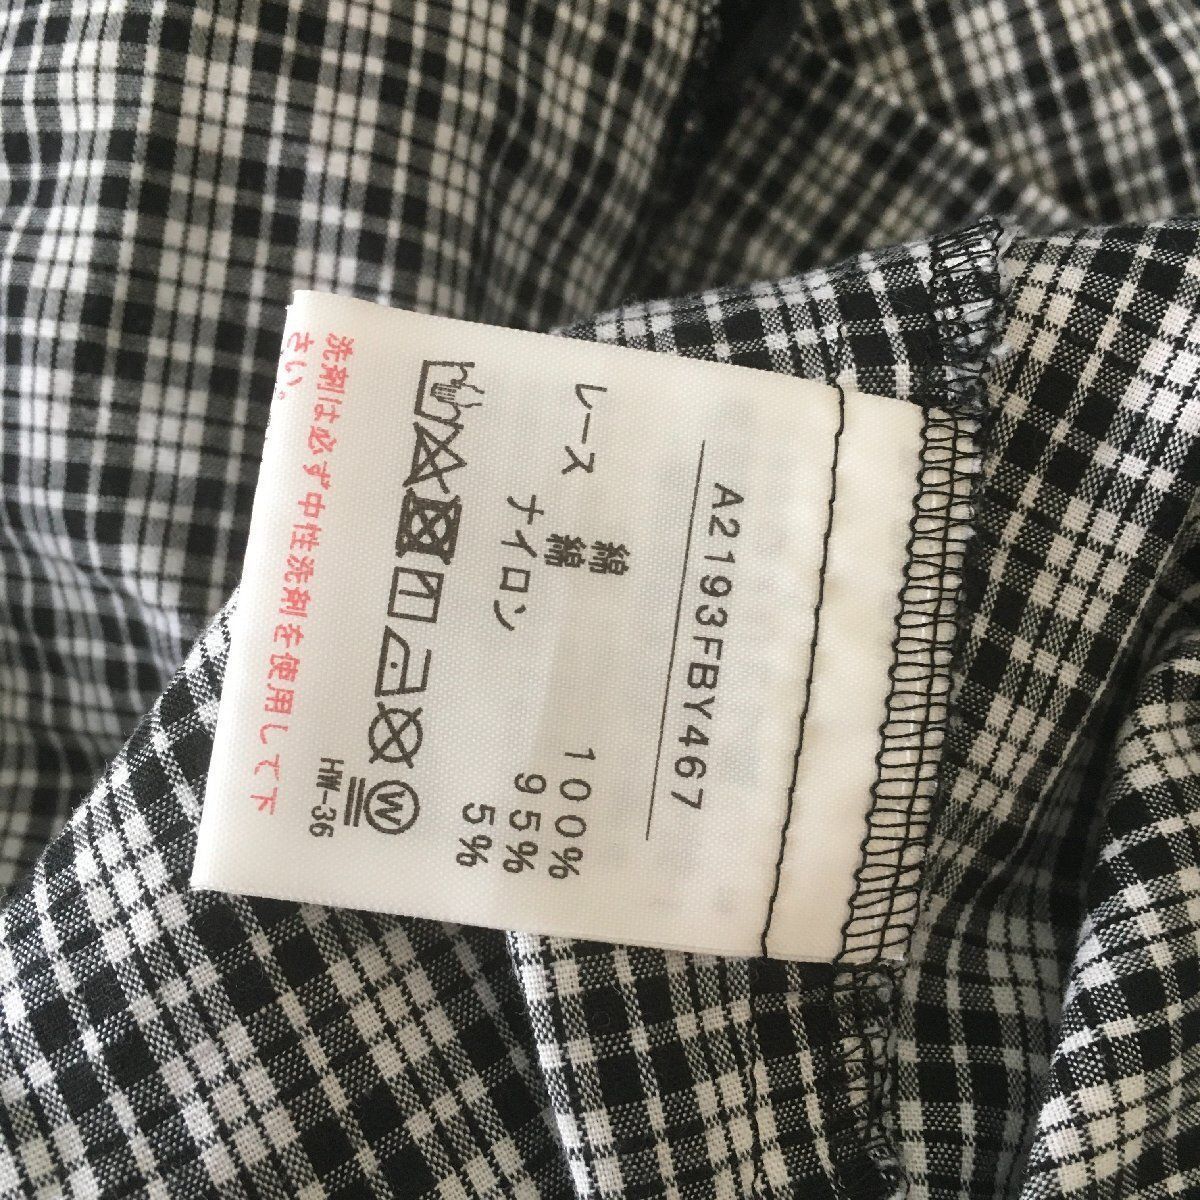 A2193FBY467
綿 100%
レース 綿 95%
ナイロン 5%
W
HW-36
洗剤は必ず中性洗剤を使用して下
さい。